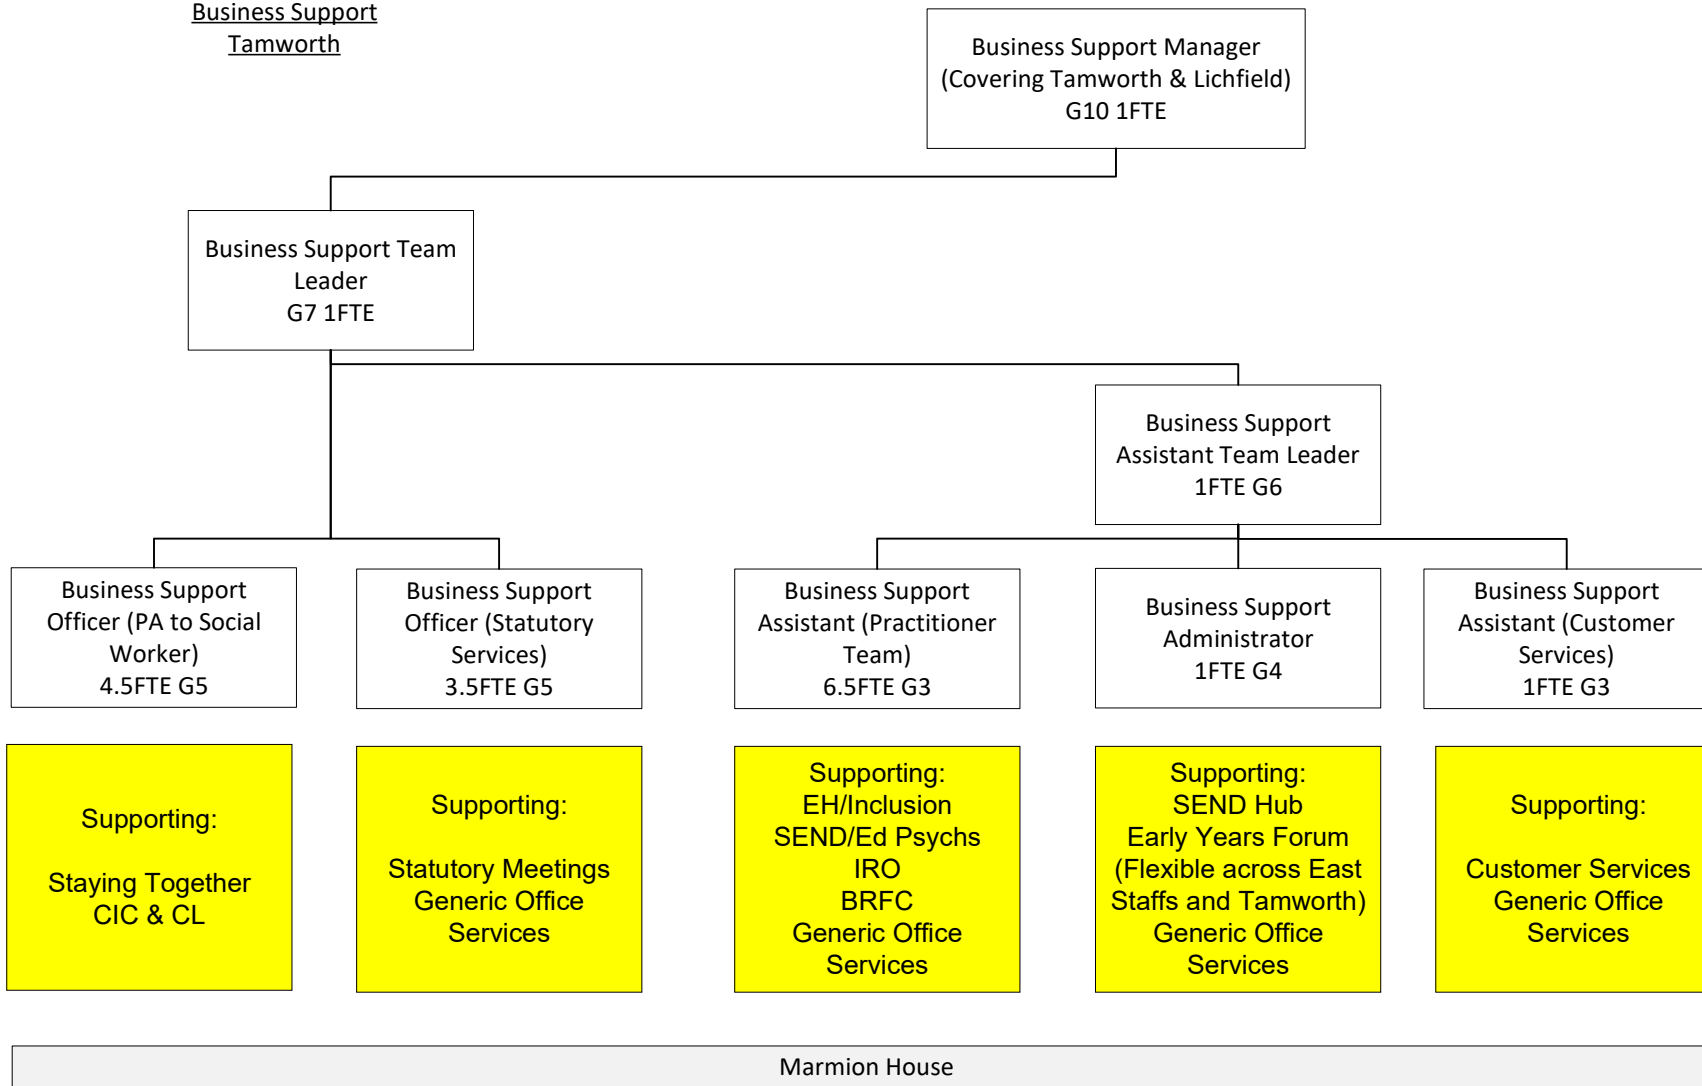 Business Support
Tamworth
Business Support Manager
(Covering Tamworth & Lichfield)
G10 1FTE
Business Support Team
Leader
G7 1FTE
Business Support
Assistant Team Leader
1FTE G6
Business Support
Officer (PA to Social
Worker)
4.5FTE G5
Business Support
Officer (Statutory
Services)
3.5FTE G5
Business Support
Assistant (Practitioner
Team)
6.5FTE G3
Business Support
Administrator
1FTE G4
Business Support
Assistant (Customer
Services)
1FTE G3
Supporting:
Staying Together
CIC & CL
Supporting:
Statutory Meetings
Generic Office
Services
Supporting:
EH/Inclusion
SEND/Ed Psychs
IRO
BRFC
Generic Office
Services
Supporting:
SEND Hub
Early Years Forum
(Flexible across East
Staffs and Tamworth)
Generic Office
Services
Supporting:
Customer Services
Generic Office
Services
Marmion House